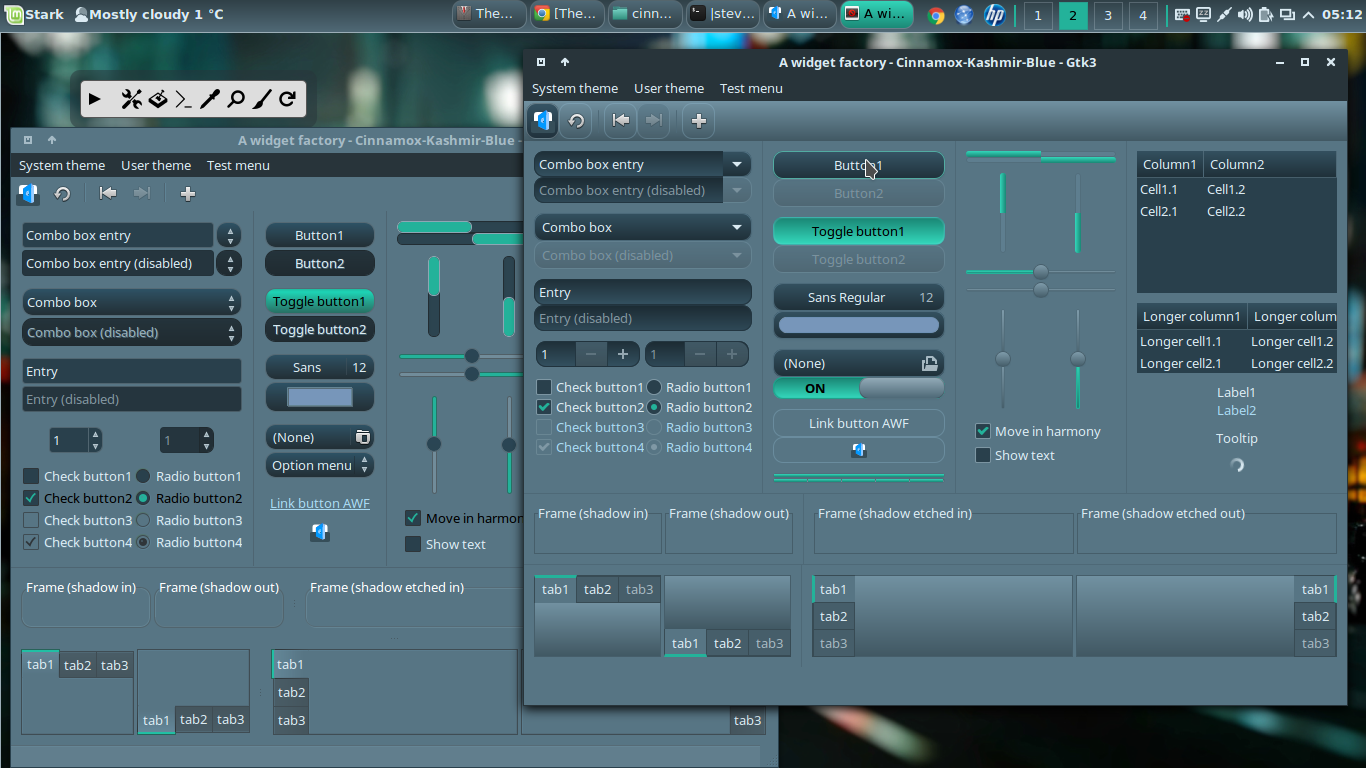 Stark
Mostly cloudy 1 °C
The...
[The...
cinn...
|stev...
A wi...
A wi...
hp
1
2
3
4
05:12
A widget factory - Cinnamox-Kashmir-Blue -
System theme
User theme
Test menu
Combo box entry
Button1
Combo box entry (disabled)
Button2
Combo box
Toggle button1
Combo box (disabled)
Toggle button2
Entry
Sans 12
Entry (disabled)
1
1
(None)
Option menu
Check button1
Radio button1
Check button2
Radio button2
Check button3
Radio button3
Check button4
Radio button4
Link button AWF
Move in harmon
Show text
Frame (shadow in)
Frame (shadow out)
Frame (shadow etched in)
tab1
tab2
tab3
tab1
tab2
tab3
tab1
tab2
tab3
tab3
A widget factory - Cinnamox-Kashmir-Blue - Gtk3
System theme
User theme
Test menu
Combo box entry
Combo box entry (disabled)
Combo box
Combo box (disabled)
Entry
Entry (disabled)
1
1
Check button1
Radio button1
Check button2
Radio button2
Check button3
Radio button3
Check button4
Radio button4
Button1
Button2
Toggle button1
Toggle button2
Sans Regular 12
(None)
ON
Link button AWF
Move in harmony
Show text
Column1
Column2
Cell1.1
Cell1.2
Cell2.1
Cell2.2
Longer column1
Longer colum
Longer cell1.1
Longer cell1.2
Longer cell2.1
Longer cell2.2
Label1
Label2
Tooltip
Frame (shadow in)
Frame (shadow out)
Frame (shadow etched in)
Frame (shadow etched out)
tab1
tab2
tab3
tab1
tab2
tab3
tab1
tab2
tab3
tab1
tab2
tab3